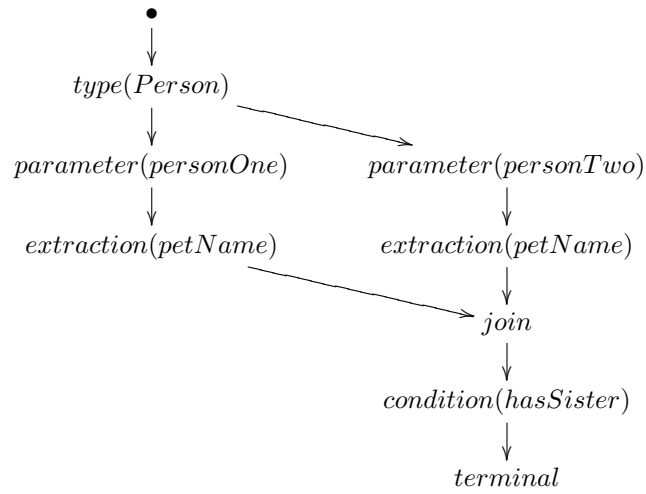 type(Person)
parameter(personOne) parameter(personTwo)
extraction(petName) extraction(petName)
join
condition(hasSister)
terminal